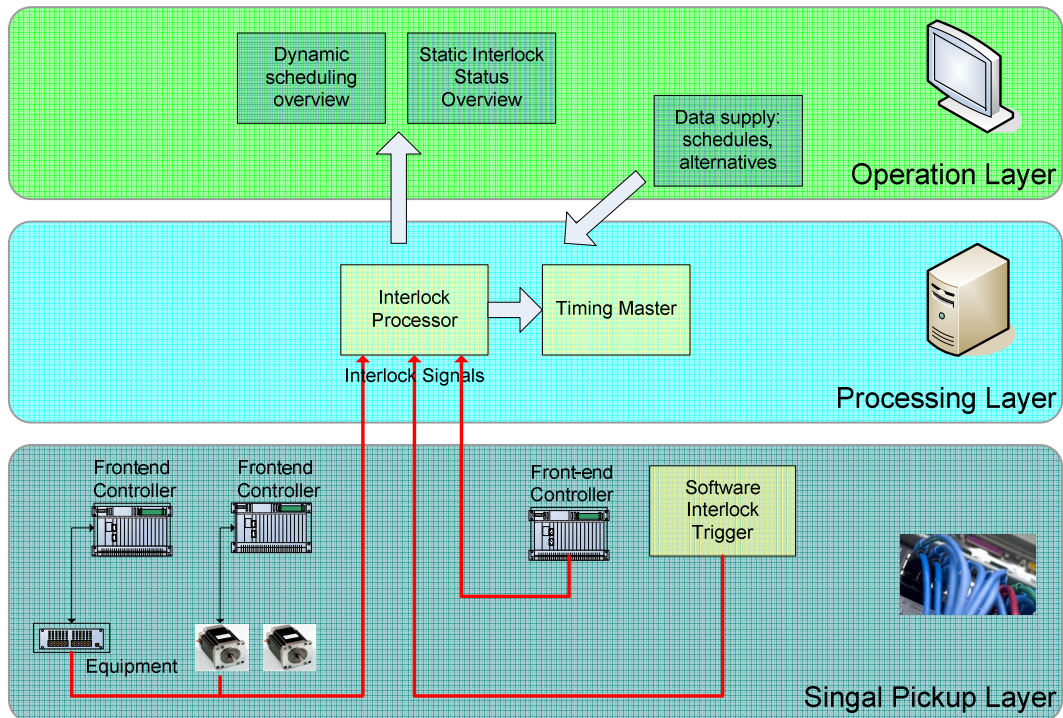 Dynamic
scheduling
overview
Static Interlock
Status
Overview
Data supply:
schedules,
alternatives
Operation Layer
Interlock
Processor
Timing Master
Interlock Signals
Processing Layer
Frontend
Controller
Frontend
Controller
Front-end
Controller
Software
Interlock
Trigger
Equipment
Singal Pickup Layer